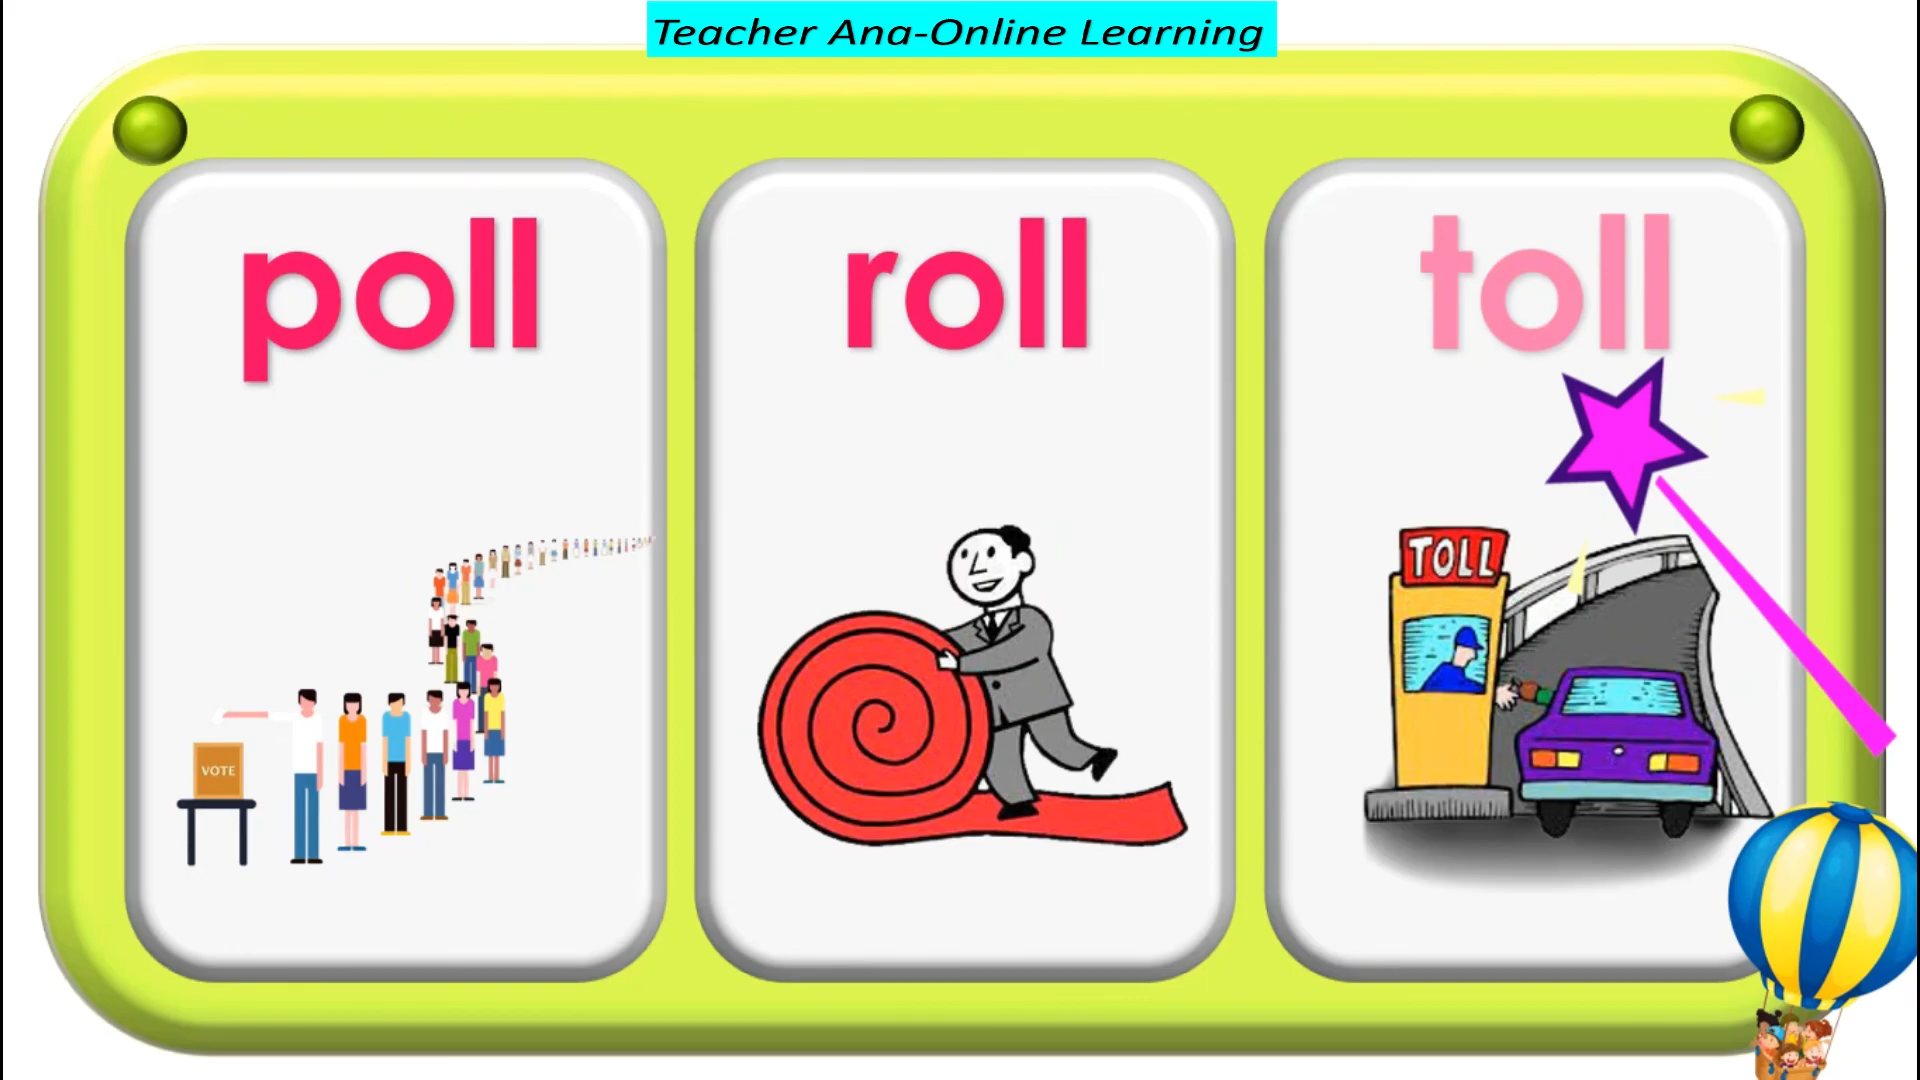 Teacher Ana-Online Learning
poll
roll
toll
VOTE
TOLL